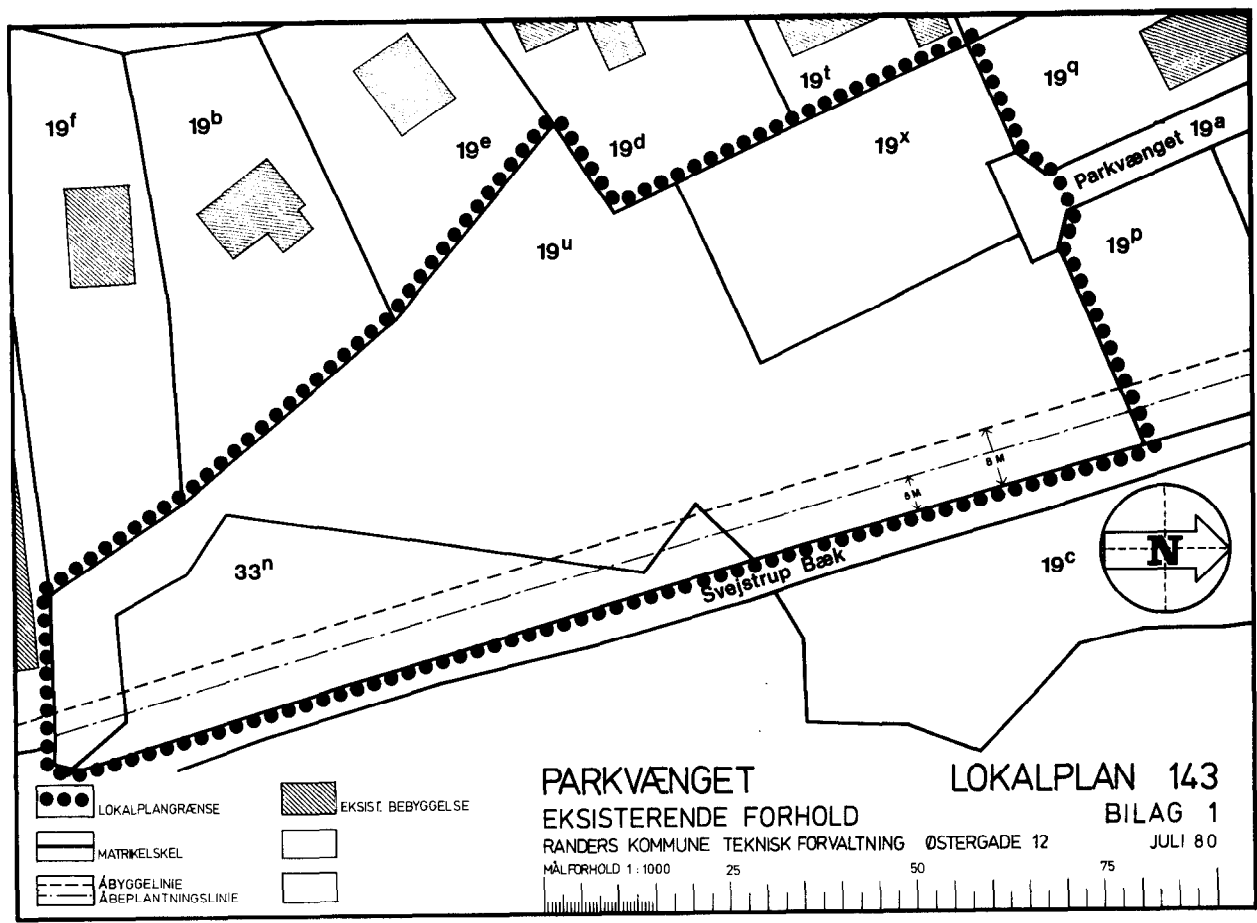 19f
19b
19e
19d
19t
19x
19q
Parkvænget 19a
19u
19p
8 M
8 M
33n
Svejstrup Bæk
19c
N
LOKALPLANGRÆNSE
EKSIST. BEBYGGELSE
MATRIKELSKEL
ÅBYGGELINIE
ÅBEPLANTNINGSLINIE
PARKVÆNGET
LOKALPLAN 143
EKSISTERENDE FORHOLD
BILAG 1
RANDERS KOMMUNE TEKNISK FORVALTNING ØSTERGADE 12
JULI 80
MÅLFORHOLD 1:1000
25
50
75